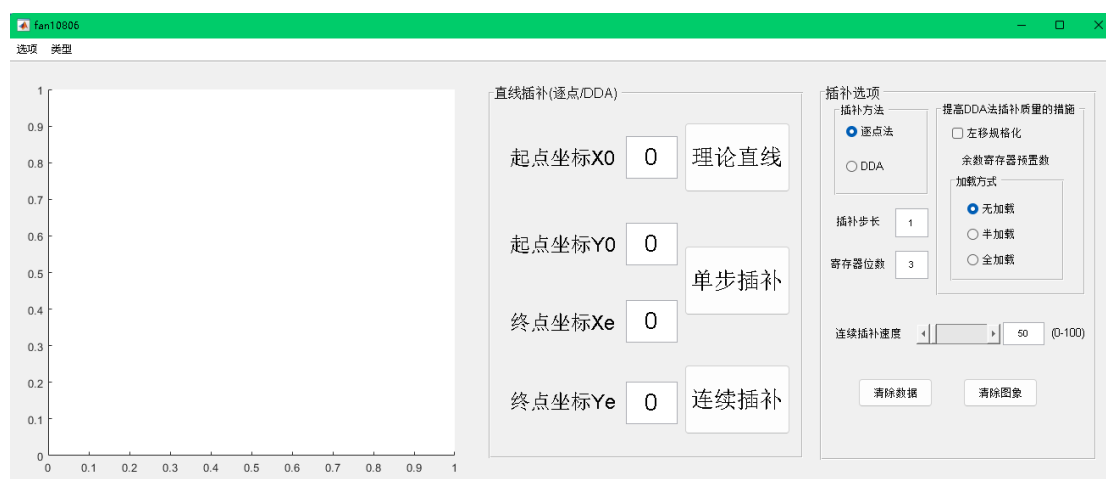 fan10806
选项 类型
1
0.9
0.8
0.7
0.6
0.5
0.4
0.3
0.2
0.1
0
0 0.1 0.2 0.3 0.4 0.5 0.6 0.7 0.8 0.9 1
直线插补(逐点/DDA)
起点坐标X0 0 理论直线
起点坐标Y0 0
单步插补
终点坐标Xe 0
终点坐标Ye 0 连续插补
插补选项
插补方法
逐点法
DDA
提高DDA法插补质量的措施
左移规格化
余数寄存器预置数
加载方式
无加载
半加载
全加载
插补步长 1
寄存器位数 3
连续插补速度 50 (0-100)
清除数据 清除图象